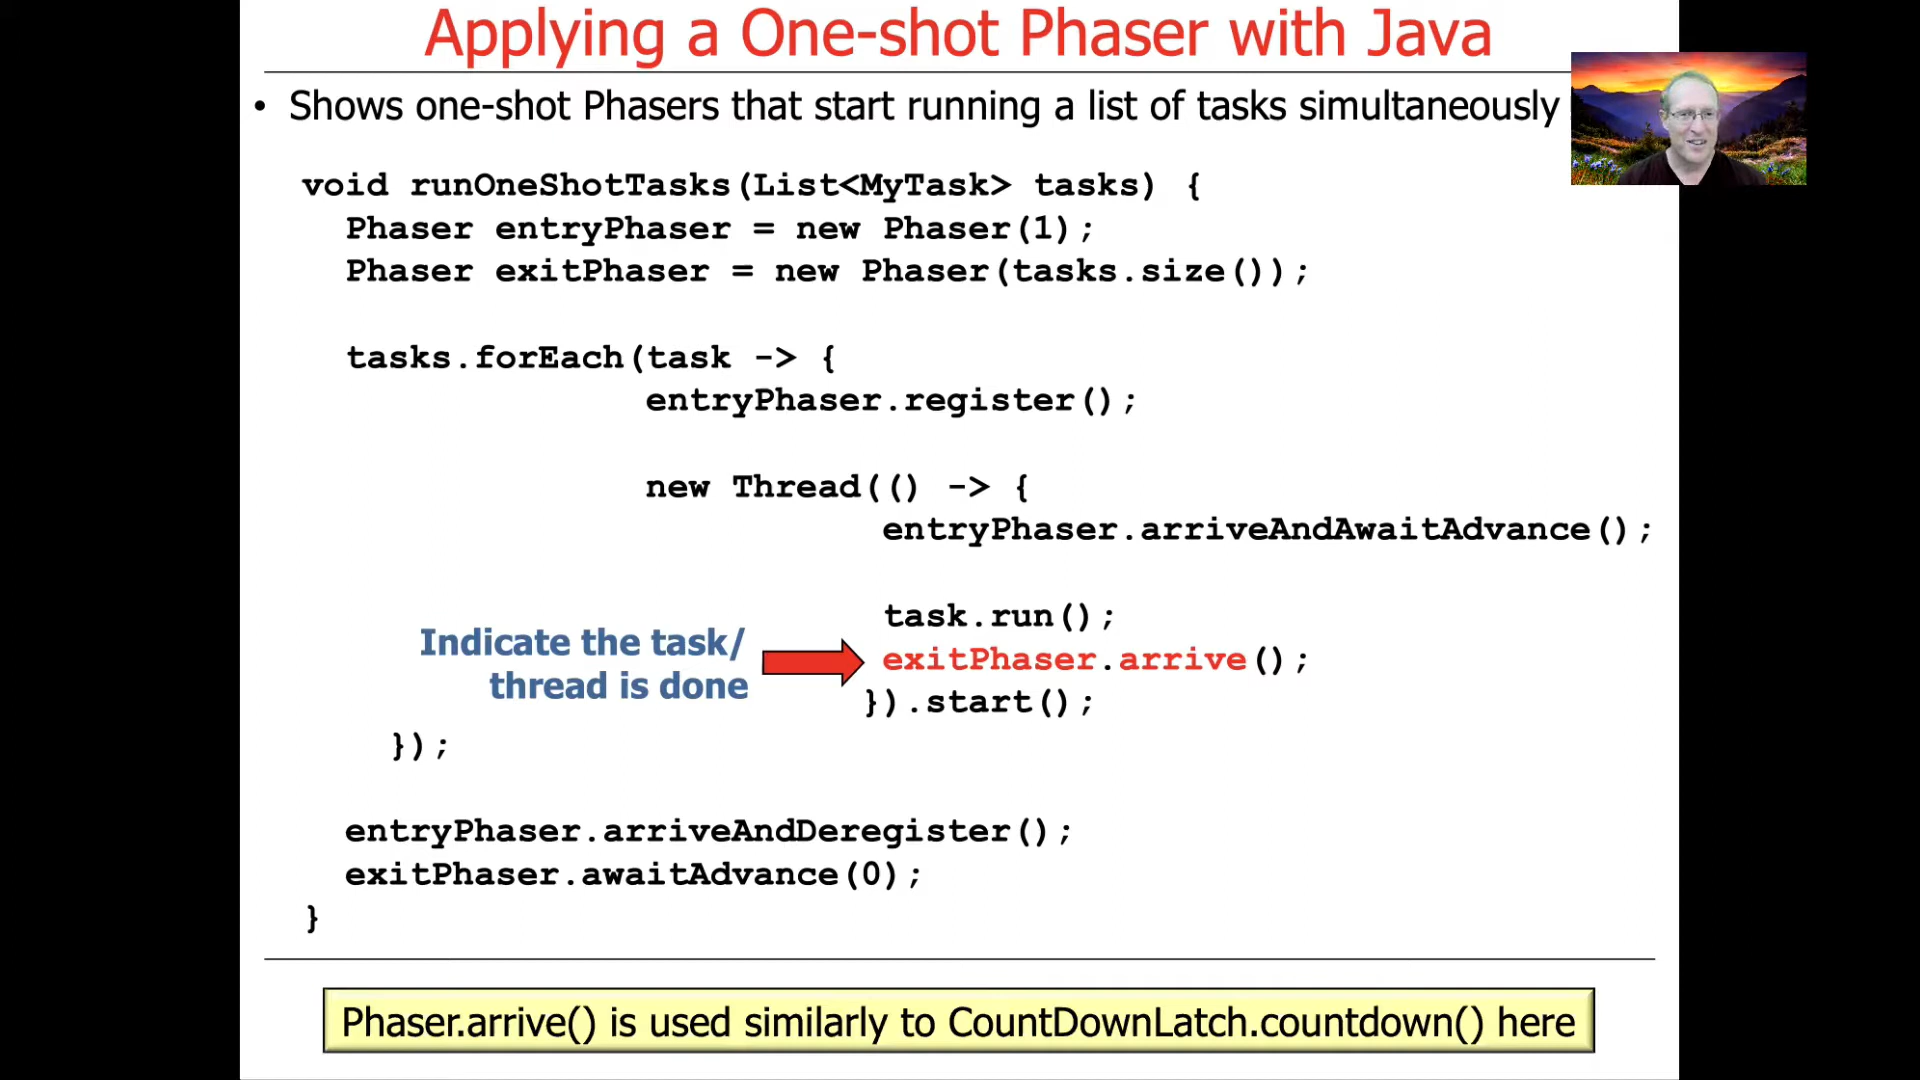 Applying a One-shot Phaser with Java
• Shows one-shot Phasers that start running a list of tasks simultaneously
void runOneShotTasks(List<MyTask> tasks) {
Phaser entryPhaser = new Phaser(1);
Phaser exitPhaser = new Phaser(tasks.size());
tasks.forEach(task -> {
entryPhaser.register();
new Thread(() -> {
entryPhaser.arriveAndAwaitAdvance();
task.run();
Indicate the task/
thread is done
exitPhaser.arrive();
}).start();
});
entryPhaser.arriveAndDeregister();
exitPhaser.awaitAdvance(0);
}
Phaser.arrive() is used similarly to CountDownLatch.countdown() here